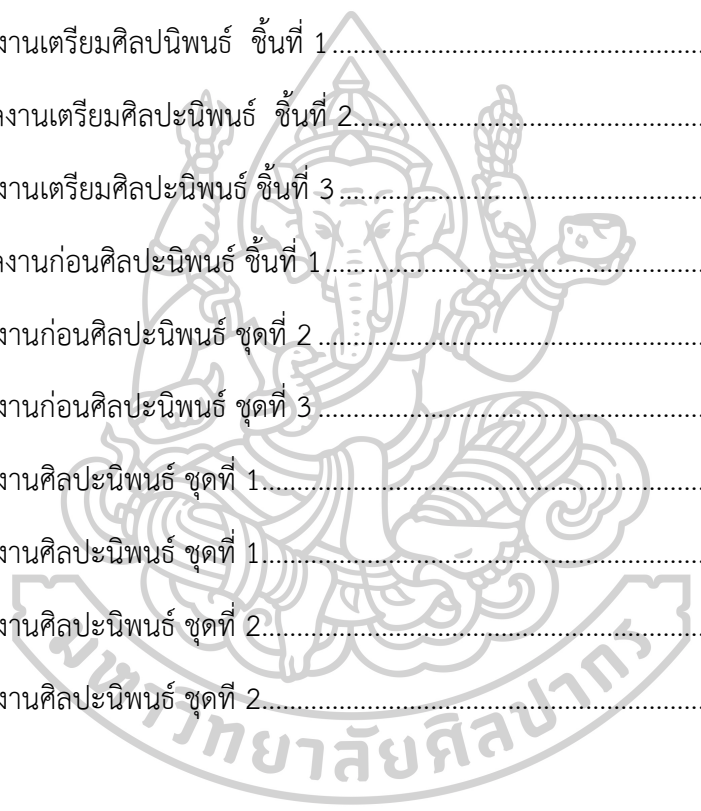 งานเตรียมศิลปนิพนธ์ ชิ้นที่ 1
งานเตรียมศิลปะนิพนธ์ ชิ้นที่ 2
งานเตรียมศิลปะนิพนธ์ ชิ้นที่ 3
งานก่อนศิลปะนิพนธ์ ชิ้นที่ 1
งานก่อนศิลปะนิพนธ์ ชุดที่ 2
งานก่อนศิลปะนิพนธ์ ชุดที่ 3
งานศิลปะนิพนธ์ ชุดที่ 1
งานศิลปะนิพนธ์ ชุดที่ 1
งานศิลปะนิพนธ์ ชุดที่ 2
งานศิลปะนิพนธ์ ชุดที 2
มหาวิทยาลัยศิลปากร